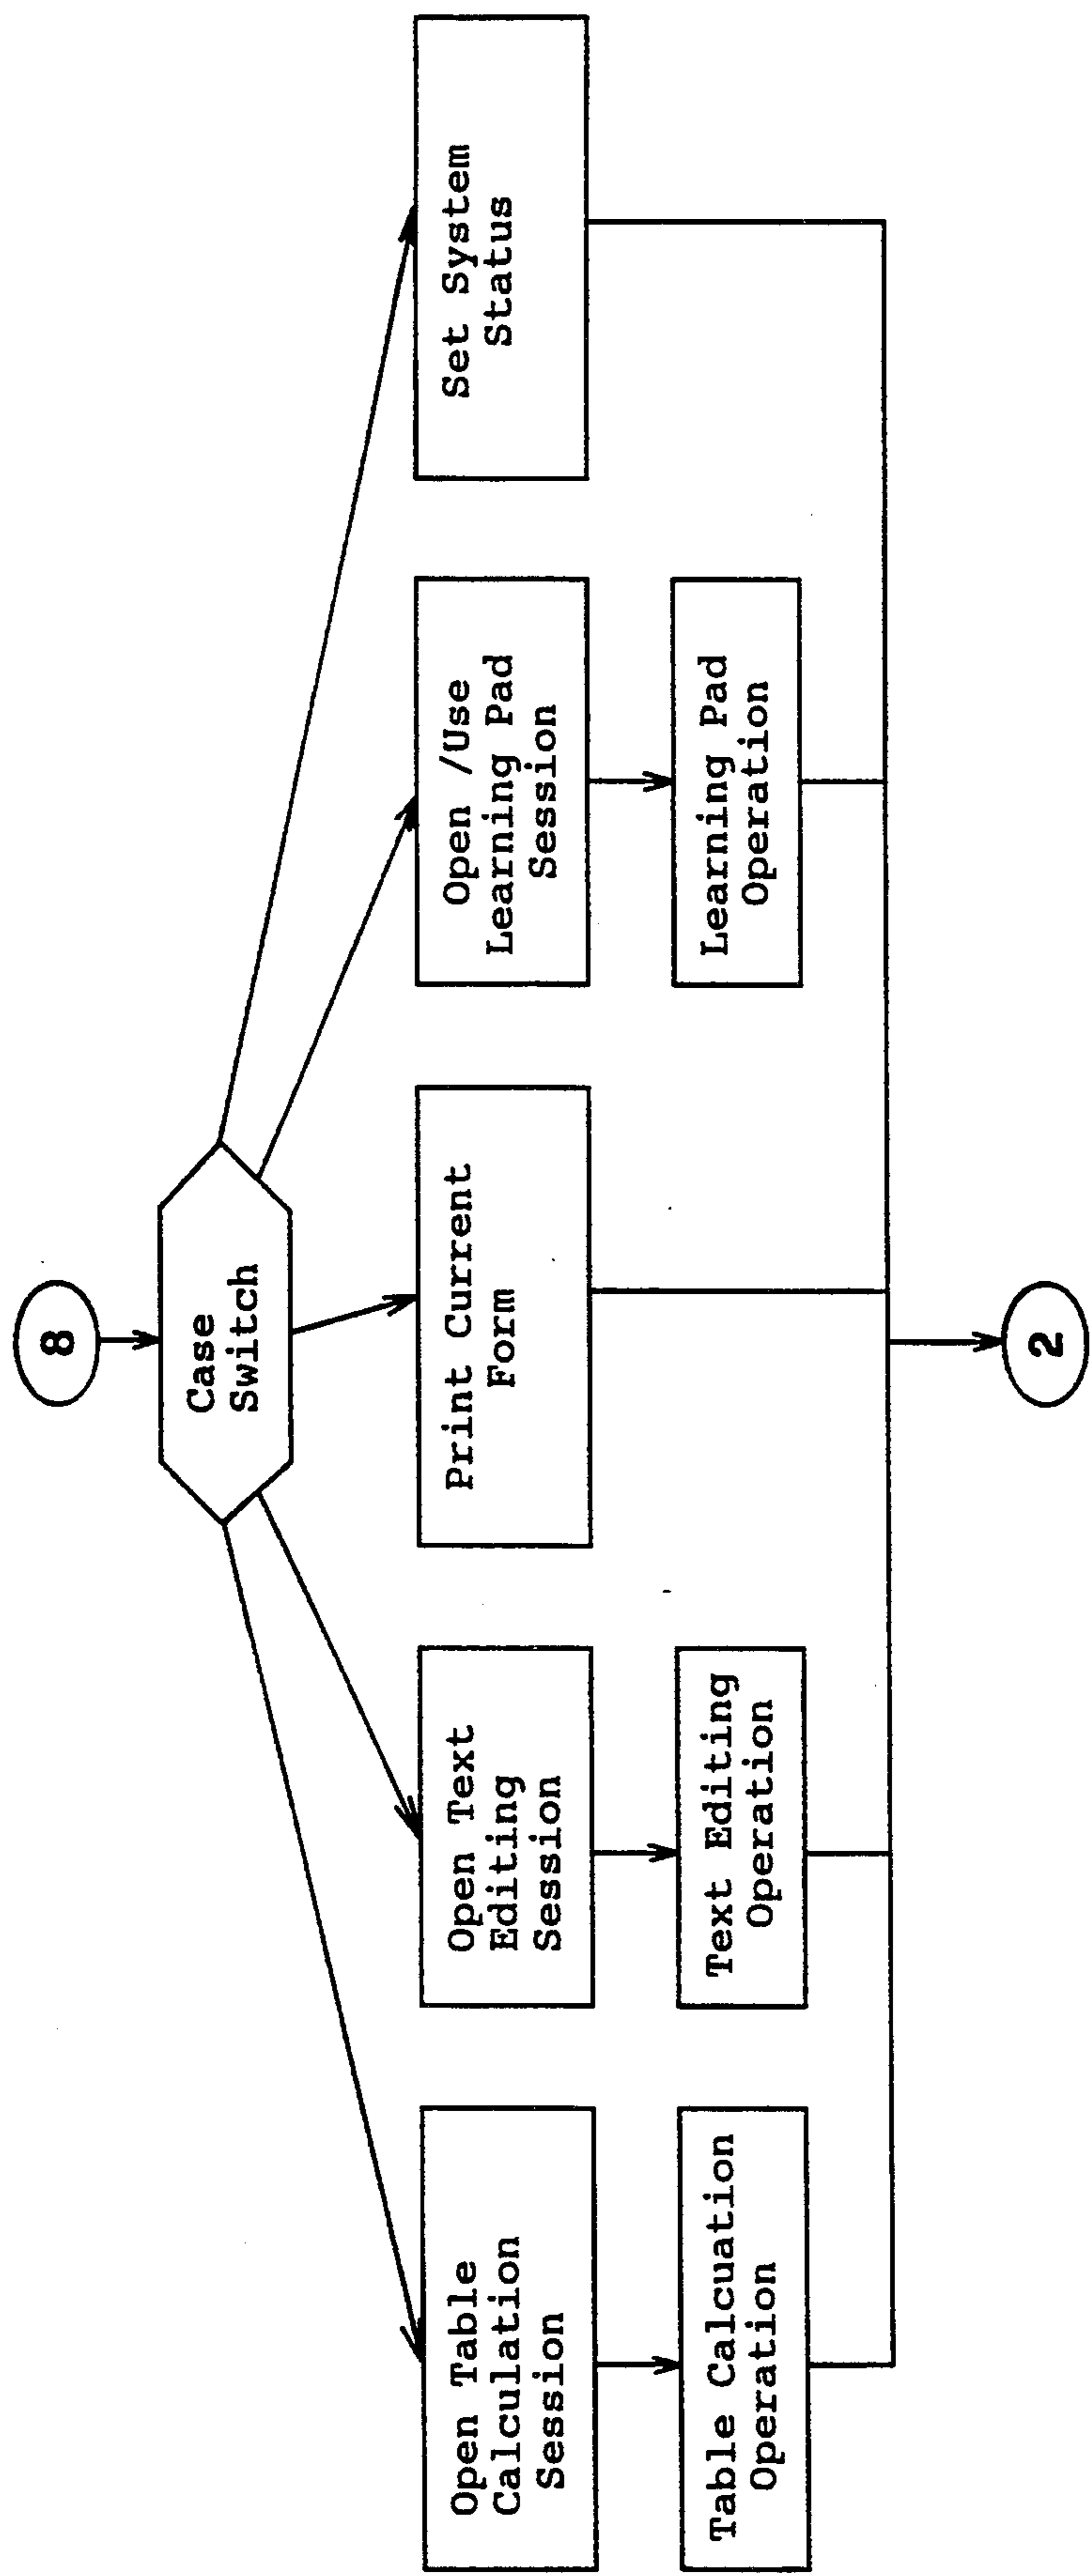 8
Case
Switch
Open Table
Calculation
Session
Open Text
Editing
Session
Print Current
Form
Open /Use
Learning Pad
Session
Set System
Status
Table Calcuation
Operation
Text Editing
Operation
Learning Pad
Operation
2